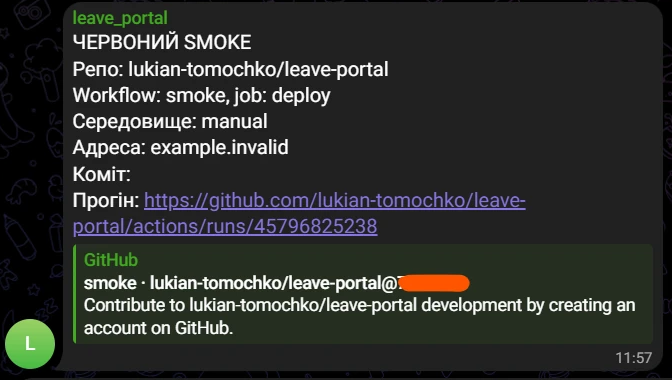 leave_portal
ЧЕРВОНИЙ SMOKE
Репо: lukian-tomochko/leave-portal
Workflow: smoke, job: deploy
Середовище: manual
Адреса: example.invalid
Коміт:
Прогін: https://github.com/lukian-tomochko/leave-
portal/actions/runs/45796825238
GitHub
smoke · lukian-tomochko/leave-portal@
Contribute to lukian-tomochko/leave-portal development by creating an
account on GitHub.
L
11:57